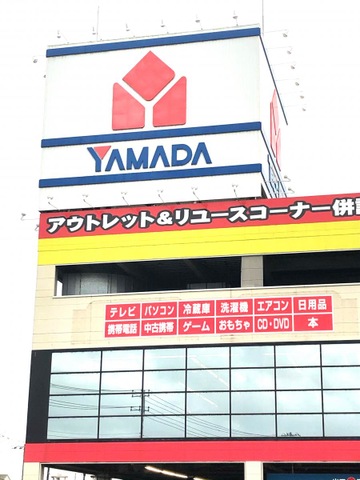 YAMADA
アウトレット&リユースコーナー併
テレビ パソコン 冷蔵庫 洗濯機 エアコン 日用品
携帯電話 中古携帯 ゲーム おもちゃ CD・DVD 本